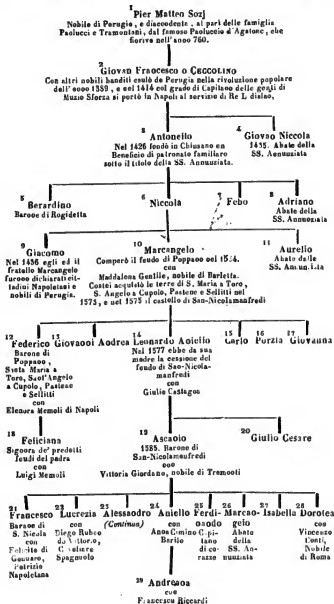 1
Pier Matteo Sozj
Nobile di Perugia, e discendente, al pari delle famiglie
Paolucci e Tramontani, dal famoso Paoluccio d'Agatone, che
fioriva nell'anno 760.
2
Giovan Francesco o CECCOLINO
Con altri nobili banditi esulò da Perugia nella rivoluzione popolare
dell'anno 1389, e nel 1414 col grado di Capitano delle genti di
Muzio Sforza si portò in Napoli al servizio di Re L dislao,
3
Antonello
Nel 1426 fondò in Chiusano un
Beneficio di patronato familiare
sotto il titolo della SS. Annunziata.
4
Giovan Niccola
1435. Abate della
SS. Annunziata
5
Berardino
Barone di Rogidetta
6
Niccola
7
Febo
8
Adriano
Abate della
SS. Annunziata
9
Giacomo
Nel 1486 egli ed il
fratello Marcangelo
furono dichiarati cit-
tadini Napoletani e
nobili di Perugia.
10
Marcangelo
Comperò il feudo di Poppano nel
con
Maddalena Gentile, nobile di Barletta.
Costei acquistò le terre di S. Maria a Toro,
S. Angelo a Cupolo, Pastene e Sellitti nel
1573, e nel 1575 il castello di San-Nicolamanfredi
11
Aurelio
Abate della
SS. Annunziata
12
Federico
Barone di
Poppano,
Santa Maria a
Toro, Sant'Angelo
a Cupolo, Pastene
e Sellitti
con
Elenora Memoli di Napoli
13
Giovanni Andrea
14
Leonardo Aniello
Nel 1577 ebbe da sua
madre la cessione del
feudo di San-Nicola-
manfredi
con
Giulia Castagna
15
Carlo
16
Porzia
17
Giovanna
18
Feliciana
Signora de' predetti
feudi del padre
con
Luigi Memoli
19
Ascanio
1585. Barone di
San-Nicolamanfredi
con
Vittoria Giordano, nobile di Tramonti
20
Giulio Cesare
21
Francesco
Barone di
S. Nicola
con
Felicita di
Gennaro,
Patrizio
Napoletana
22
Lucrezia
con
Diego Rubeo
Spagnuolo
23
Alessandro
(Continua)
24
Aniello
con
Anna Cimino
Barile
25
Ferdi-
nando
Capi-
tano
della
di co-
razze
26
Marcan-
gelo
Abate
della
SS. An-
nunziata
27
Isabella
28
Dorotea
con
Vincenzo
Conti,
Nobile
di Roma
29
Andreana
con
Francesco Riccardi